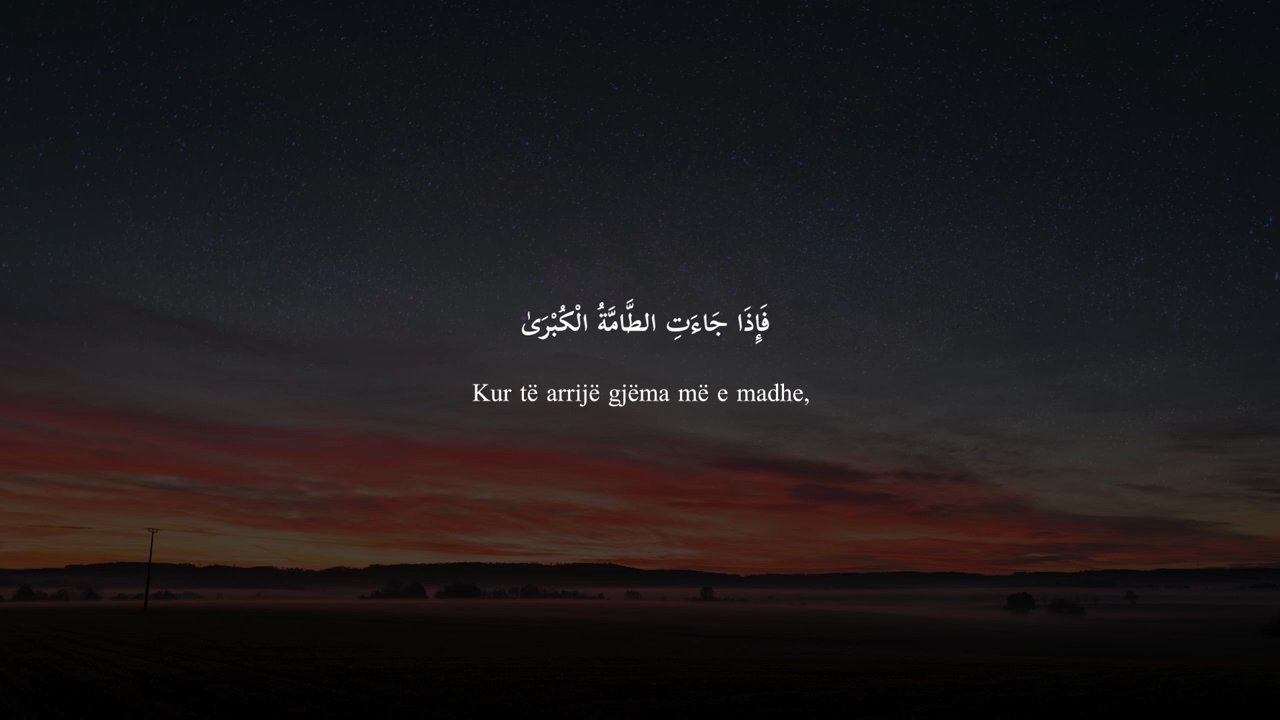 فَإِذَا جَاءَتِ الطَّامَّةُ الْكُبْرَىٰ
Kur të arrijë gjëma më e madhe,